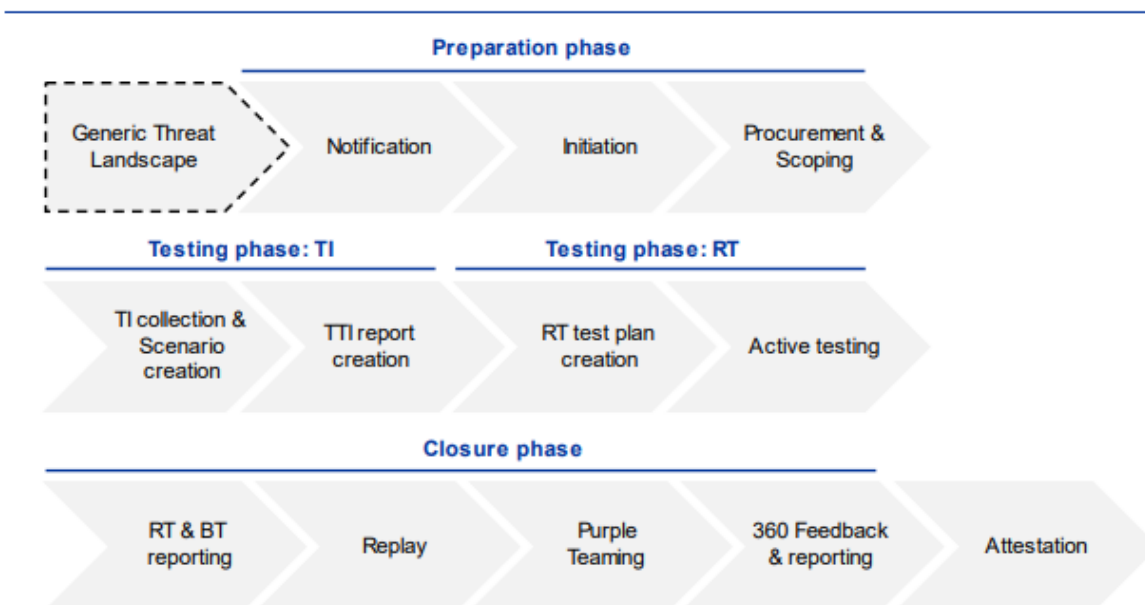 Preparation phase
Generic Threat
Landscape
Notification
Initiation
Procurement &
Scoping
Testing phase: TI
Testing phase: RT
TI collection &
Scenario
creation
TTI report
creation
RT test plan
creation
Active testing
Closure phase
RT & BT
reporting
Replay
Purple
Teaming
360 Feedback
& reporting
Attestation